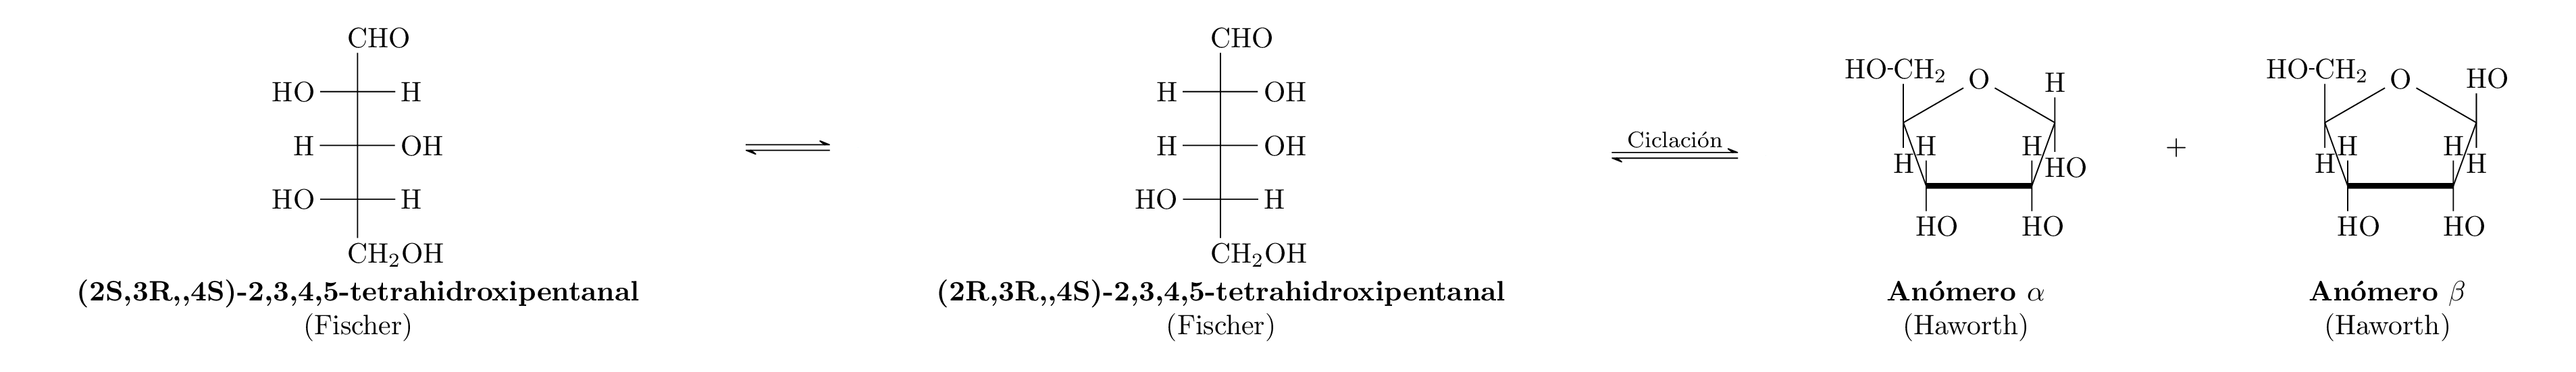 CHO
HO H
H OH
HO H
CH₂OH
(2S,3R,,4S)-2,3,4,5-tetrahidroxipentanal
(Fischer)
CHO
H OH
H OH
HO H
CH₂OH
(2R,3R,,4S)-2,3,4,5-tetrahidroxipentanal
(Fischer)
Ciclación
HO-CH₂ O H
H H
H HO
HO HO
Anómero α
(Haworth)
+
HO-CH₂ O HO
H H
H H
HO HO
Anómero β
(Haworth)